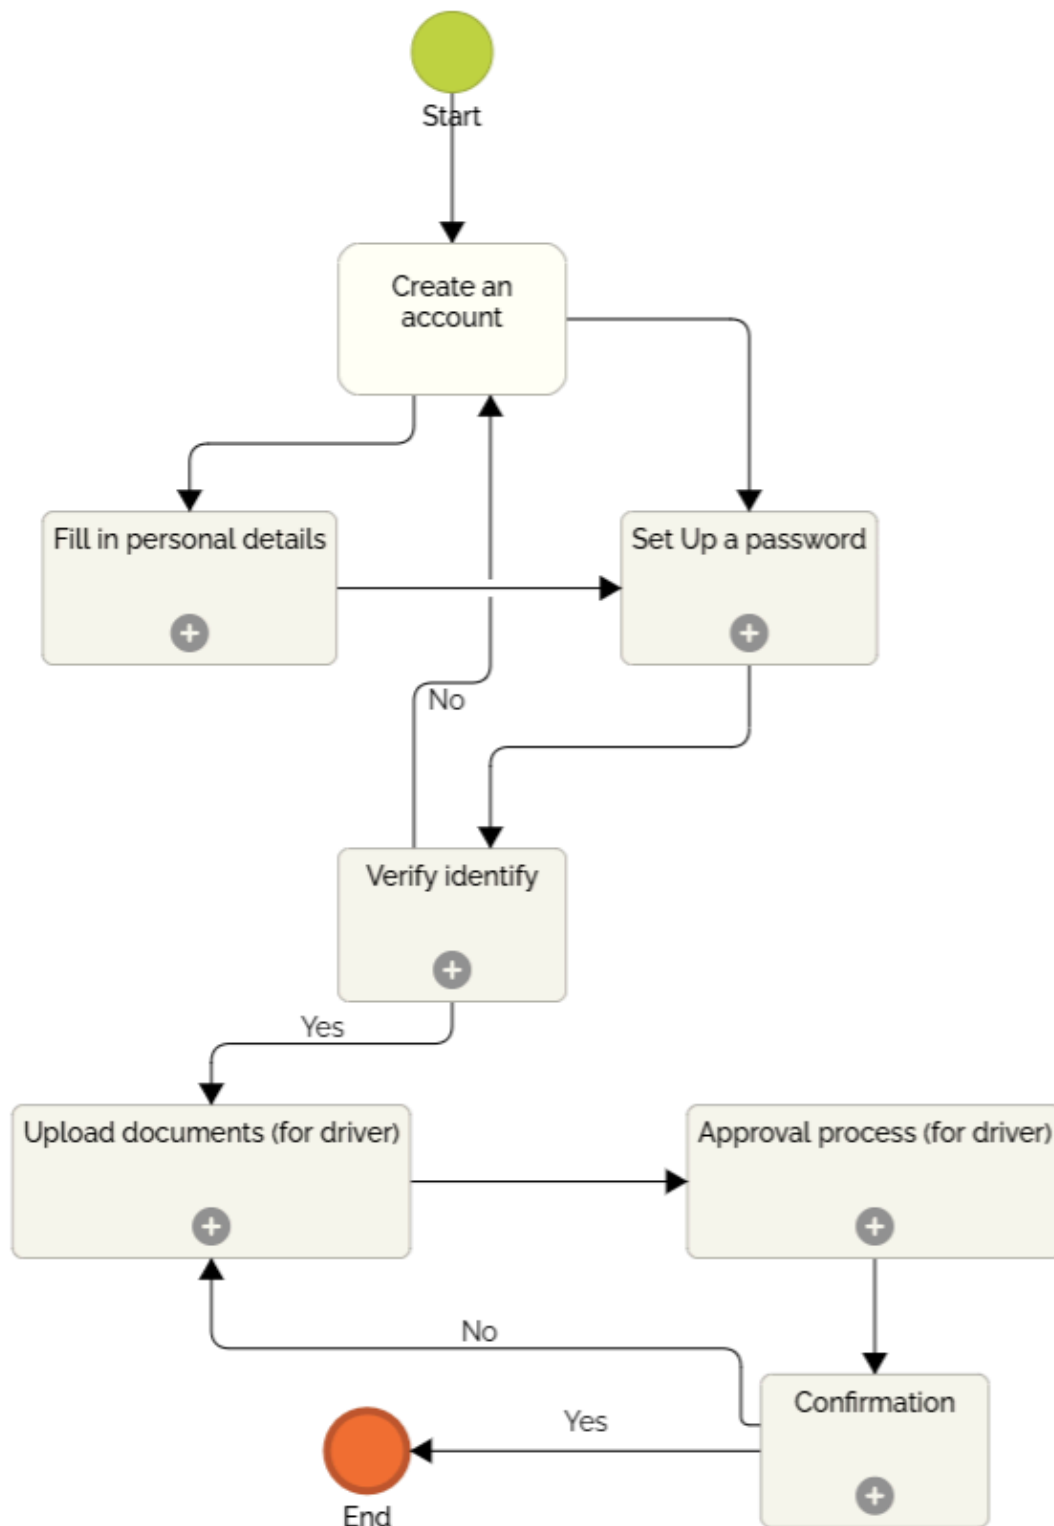 Start
Create an
account
Fill in personal details
Set Up a password
No
Verify identify
Yes
Upload documents (for driver)
Approval process (for driver)
No
Confirmation
Yes
End